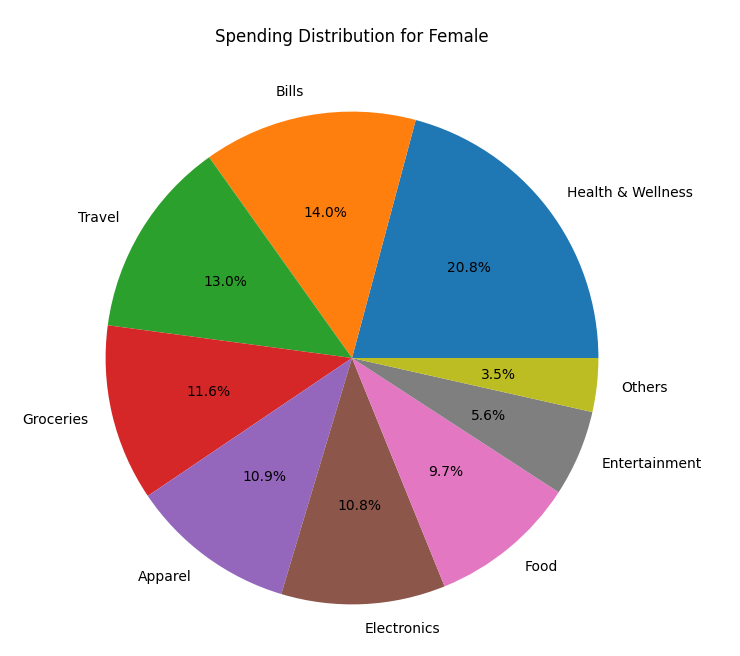 Spending Distribution for Female
Bills
Health & Wellness
14.0%
Travel
20.8%
13.0%
3.5%
Others
11.6%
5.6%
Groceries
Entertainment
10.9%
9.7%
10.8%
Food
Apparel
Electronics